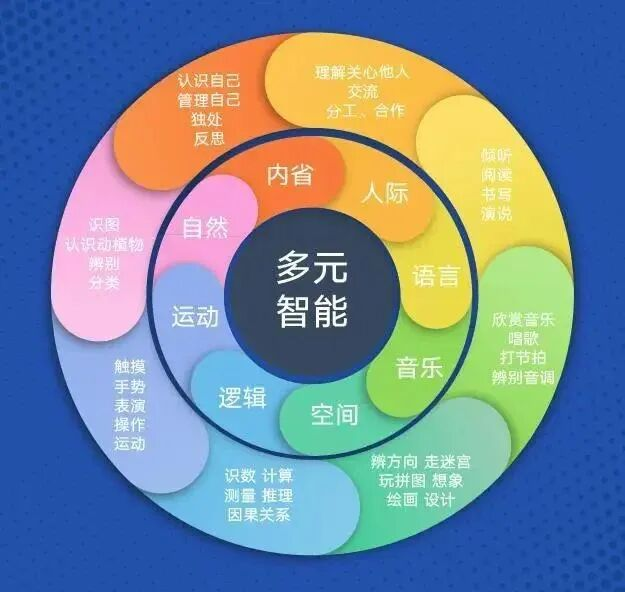 多元
智能
内省
人际
语言
音乐
空间
逻辑
运动
自然
认识自己
管理自己
独处
反思
理解关心他人
交流
分工、合作
倾听
阅读
书写
演说
欣赏音乐
唱歌
打节拍
辨别音调
辨方向 走迷宫
玩拼图 想象
绘画 设计
识数 计算
测量 推理
因果关系
触摸
手势
表演
操作
运动
识图
认识动植物
辨别
分类